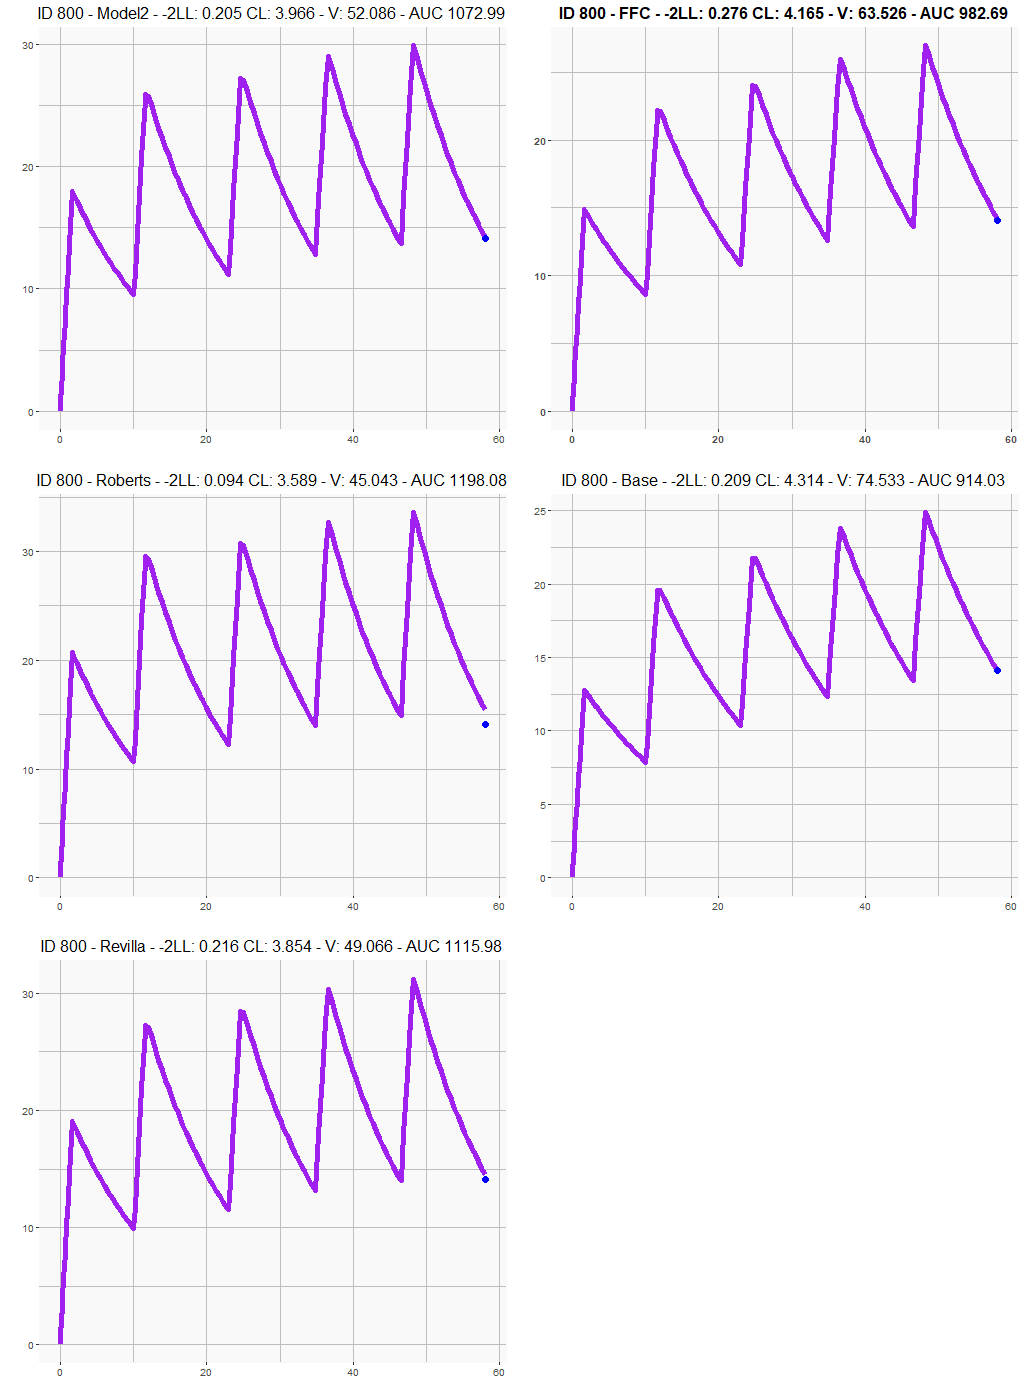 ID 800 - Model2 - -2LL: 0.205 CL: 3.966 - V: 52.086 - AUC 1072.99
30
20
10
0
0 20 40 60
ID 800 - FFC - -2LL: 0.276 CL: 4.165 - V: 63.526 - AUC 982.69
20
10
0
0 20 40 60
ID 800 - Roberts - -2LL: 0.094 CL: 3.589 - V: 45.043 - AUC 1198.08
30
20
10
0
0 20 40 60
ID 800 - Base - -2LL: 0.209 CL: 4.314 - V: 74.533 - AUC 914.03
25
20
15
10
5
0
0 20 40 60
ID 800 - Revilla - -2LL: 0.216 CL: 3.854 - V: 49.066 - AUC 1115.98
30
20
10
0
0 20 40 60